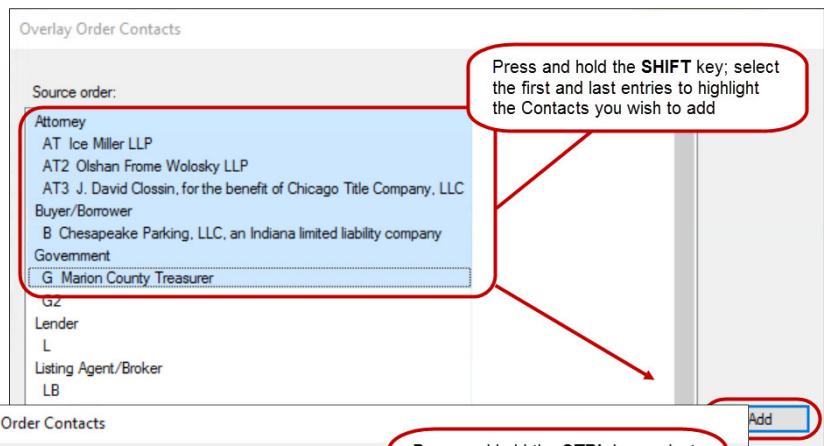 Overlay Order Contacts
Press and hold the SHIFT key; select
the first and last entries to highlight
the Contacts you wish to add
Source order:
Attorney
AT Ice Miller LLP
AT2 Olshan Frome Wolosky LLP
AT3 J. David Clossin, for the benefit of Chicago Title Company, LLC
Buyer/Borrower
B Chesapeake Parking, LLC, an Indiana limited liability company
Government
G Marion County Treasurer
G2
Lender
L
Listing Agent/Broker
LB
Add
Order Contacts